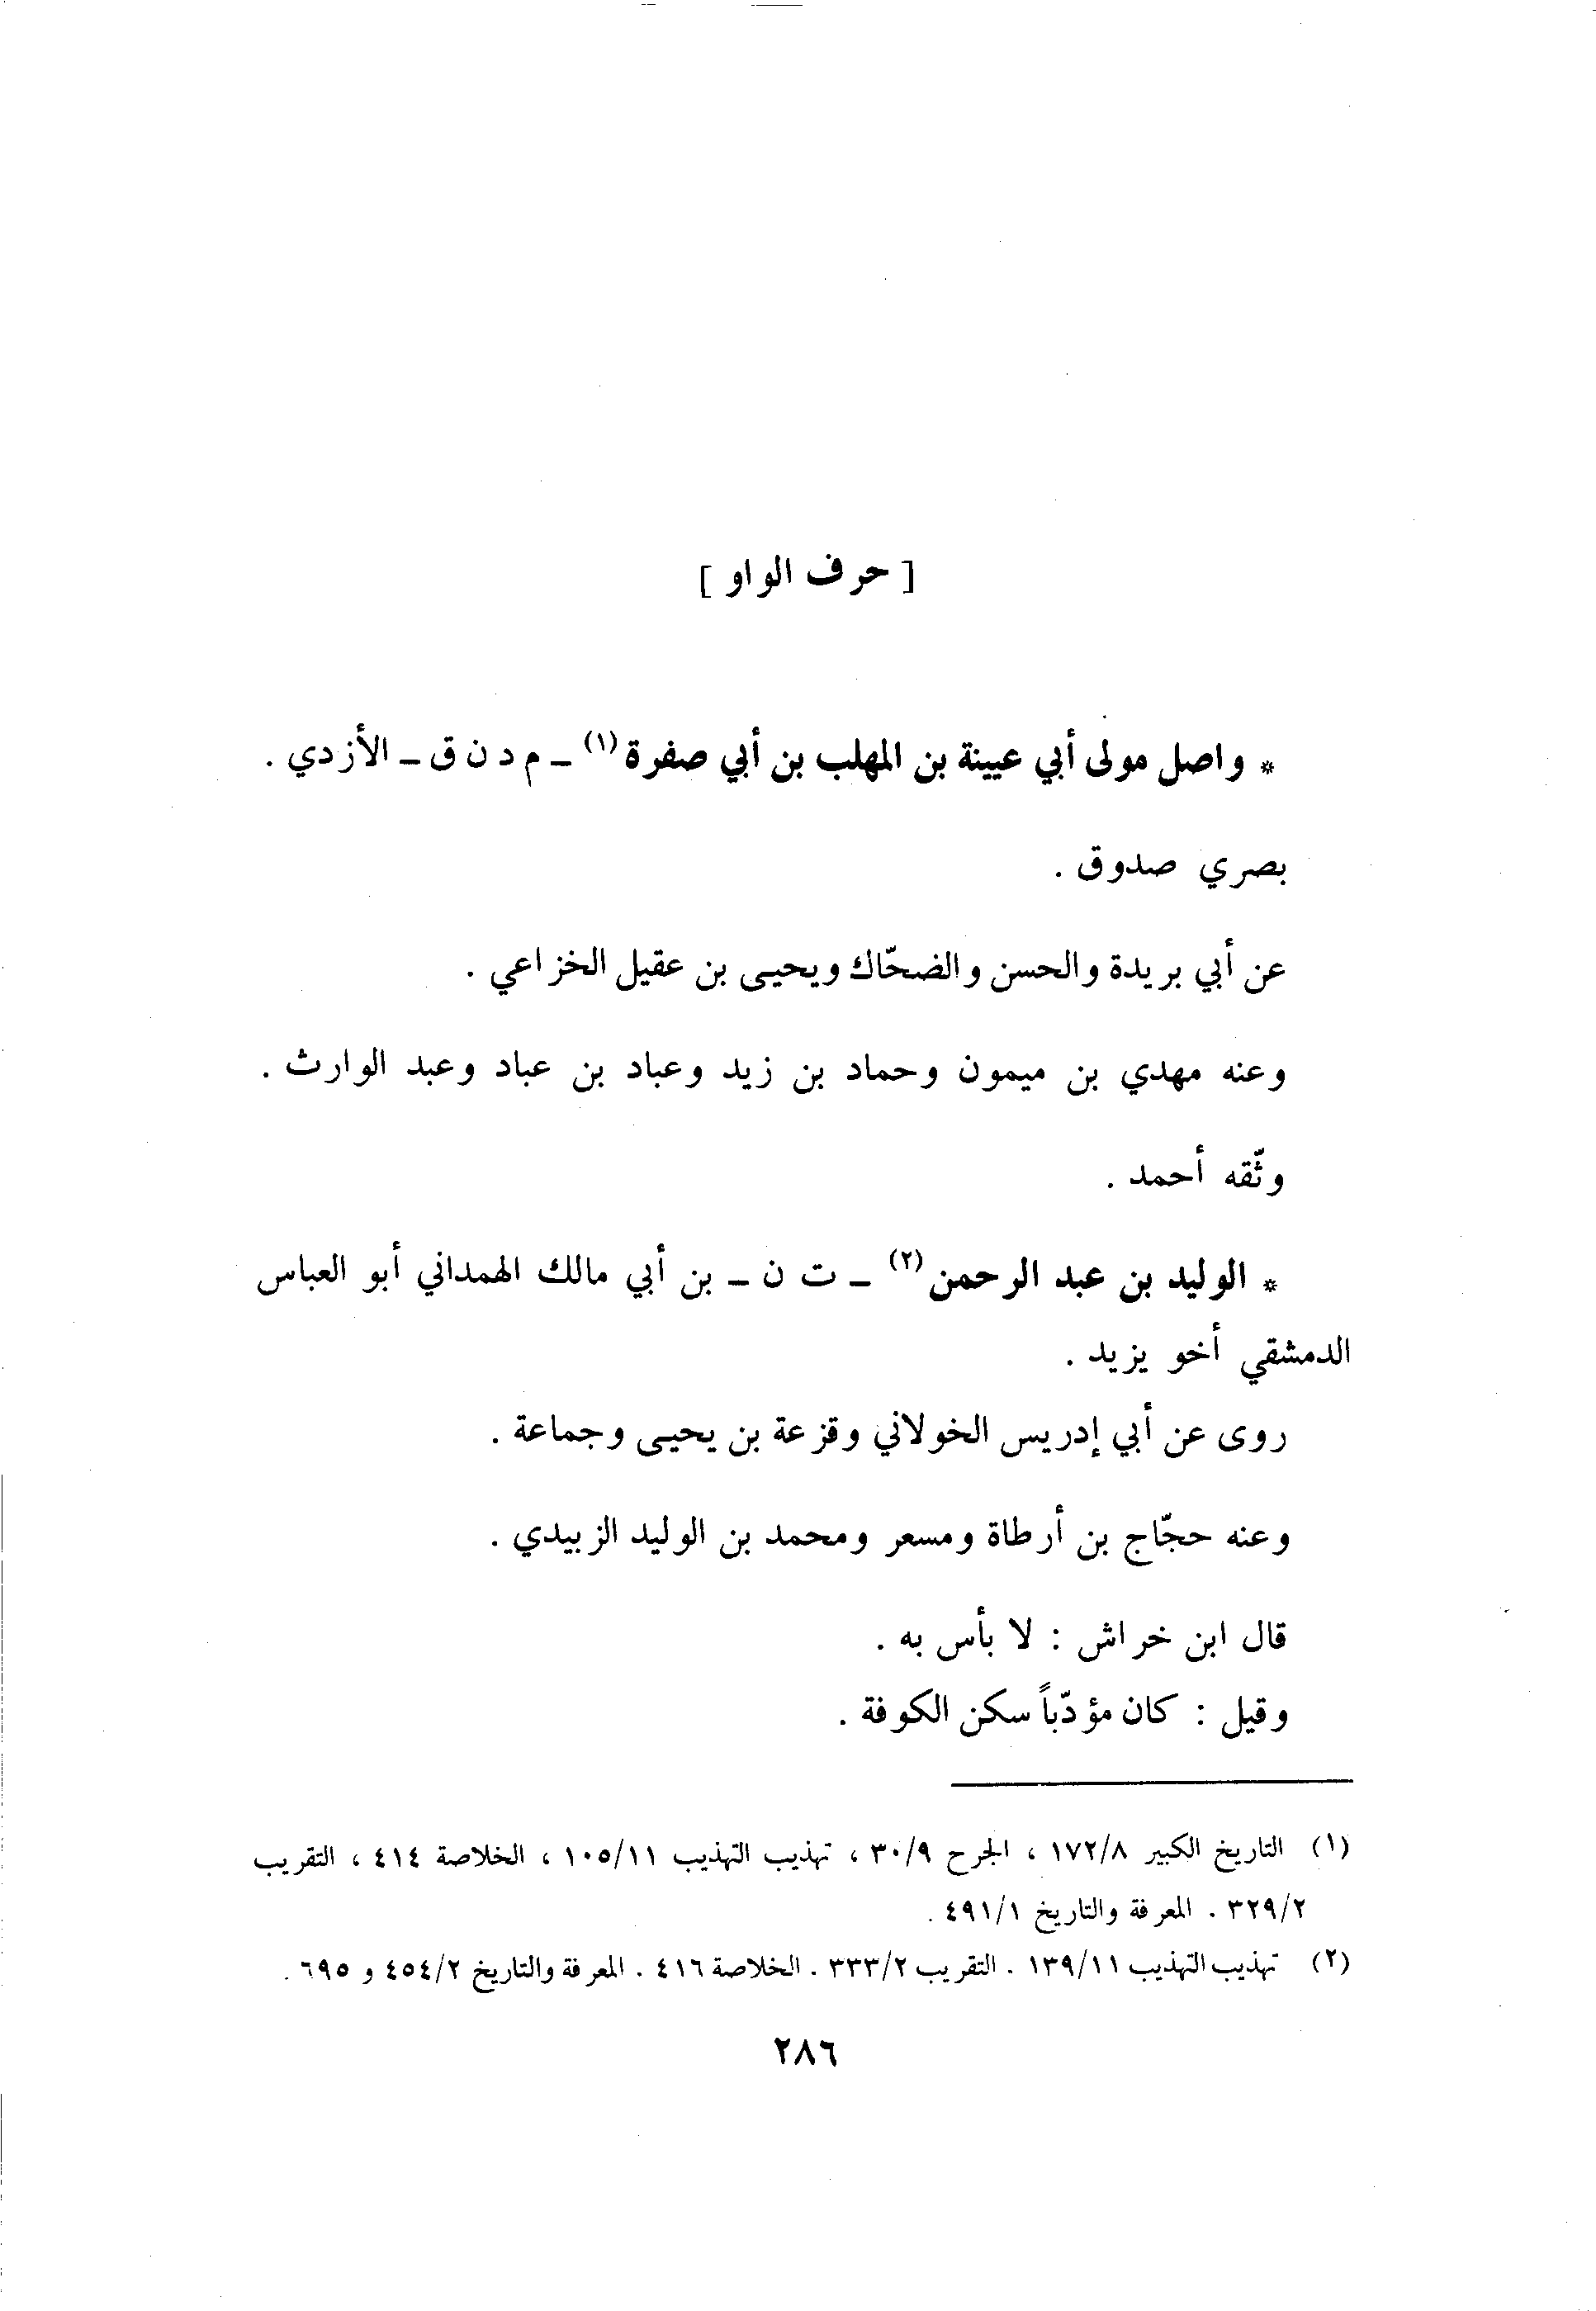 [ حرف الواو ]
* واصل مولى أبي عيينة بن المهلب بن أبي صفرة (١) ـ م د ن ق ـ الأزدي .
بصري صدوق .
عن أبي بريدة والحسن والضحّاك ويحيى بن عقيل الخزاعي .
وعنه مهدي بن ميمون وحماد بن زيد وعباد بن عباد وعبد الوارث .
وثّقه أحمد .
* الوليد بن عبد الرحمن (٢) ـ ت ن ـ بن أبي مالك الهمداني أبو العباس
الدمشقي أخو يزيد .
روى عن أبي إدريس الخولاني وقزعة بن يحيى وجماعة .
وعنه حجّاج بن أرطاة ومسعر ومحمد بن الوليد الزبيدي .
قال ابن خراش : لا بأس به .
وقيل : كان مؤدّباً سكن الكوفة .
(١) التاريخ الكبير ١٧٢/٨ ، الجرح ٣٠/٩ ، تهذيب التهذيب ١٠٥/١١ ، الخلاصة ٤١٤ ، التقريب
٣٢٩/٢ . المعرفة والتاريخ ٤٩١/١ .
(٢) تهذيب التهذيب ١٣٩/١١ . التقريب ٣٣٣/٢ . الخلاصة ٤١٦ . المعرفة والتاريخ ٤٥٤/٢ و ٦٩٥ .
٢٨٦